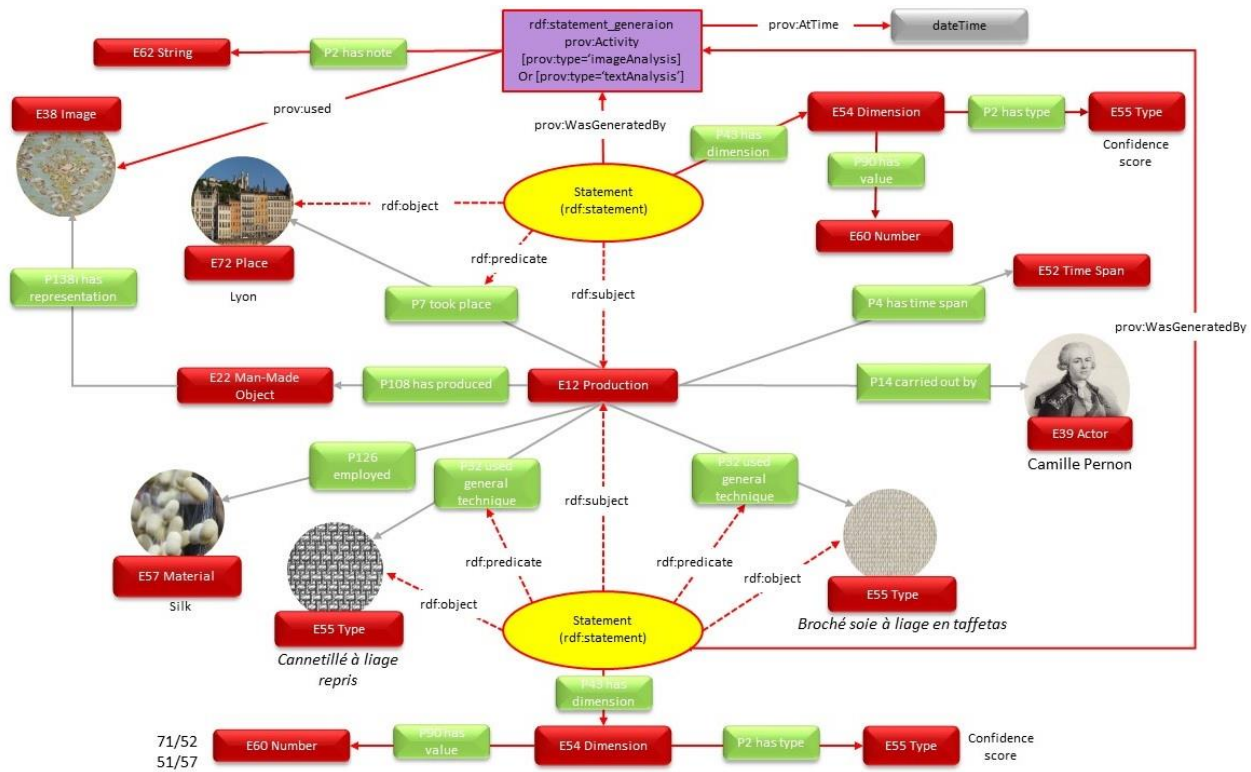 rdf:statement_generaion
prov:Activity
[prov:type='imageAnalysis]
Or [prov:type='textAnalysis']
prov:AtTime
dateTime
E62 String
P2 has note
prov:used
E38 Image
prov:WasGeneratedBy
P43 has
dimension
E54 Dimension
P2 has type
E55 Type
Confidence
score
P90 has
value
E60 Number
Statement
(rdf:statement)
rdf:object
E72 Place
Lyon
rdf:predicate
rdf:subject
P7 took place
P138i has
representation
E52 Time Span
P4 has time span
prov:WasGeneratedBy
E22 Man-Made
Object
P108 has produced
E12 Production
P14 carried out by
E39 Actor
Camille Pernon
P126
employed
P32 used
general
technique
P32 used
general
technique
rdf:subject
E57 Material
Silk
rdf:predicate
rdf:predicate
rdf:object
rdf:object
E55 Type
Cannetillé à liage
repris
Statement
(rdf:statement)
E55 Type
Broché soie à liage en taffetas
P43 has
dimension
71/52
51/57
E60 Number
P90 has
value
E54 Dimension
P2 has type
E55 Type
Confidence
score